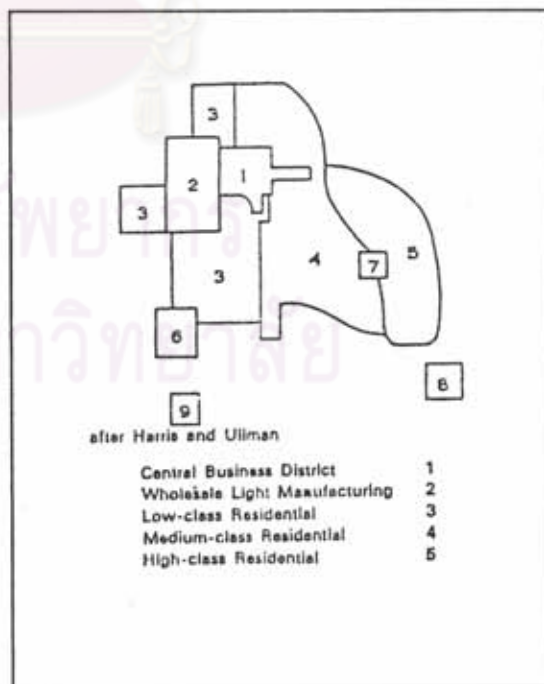 3
1
2
3
5
4
7
3
6
8
9
after Harris and Ullman
Central Business District 1
Wholesale Light Manufacturing 2
Low-class Residential 3
Medium-class Residential 4
High-class Residential 5